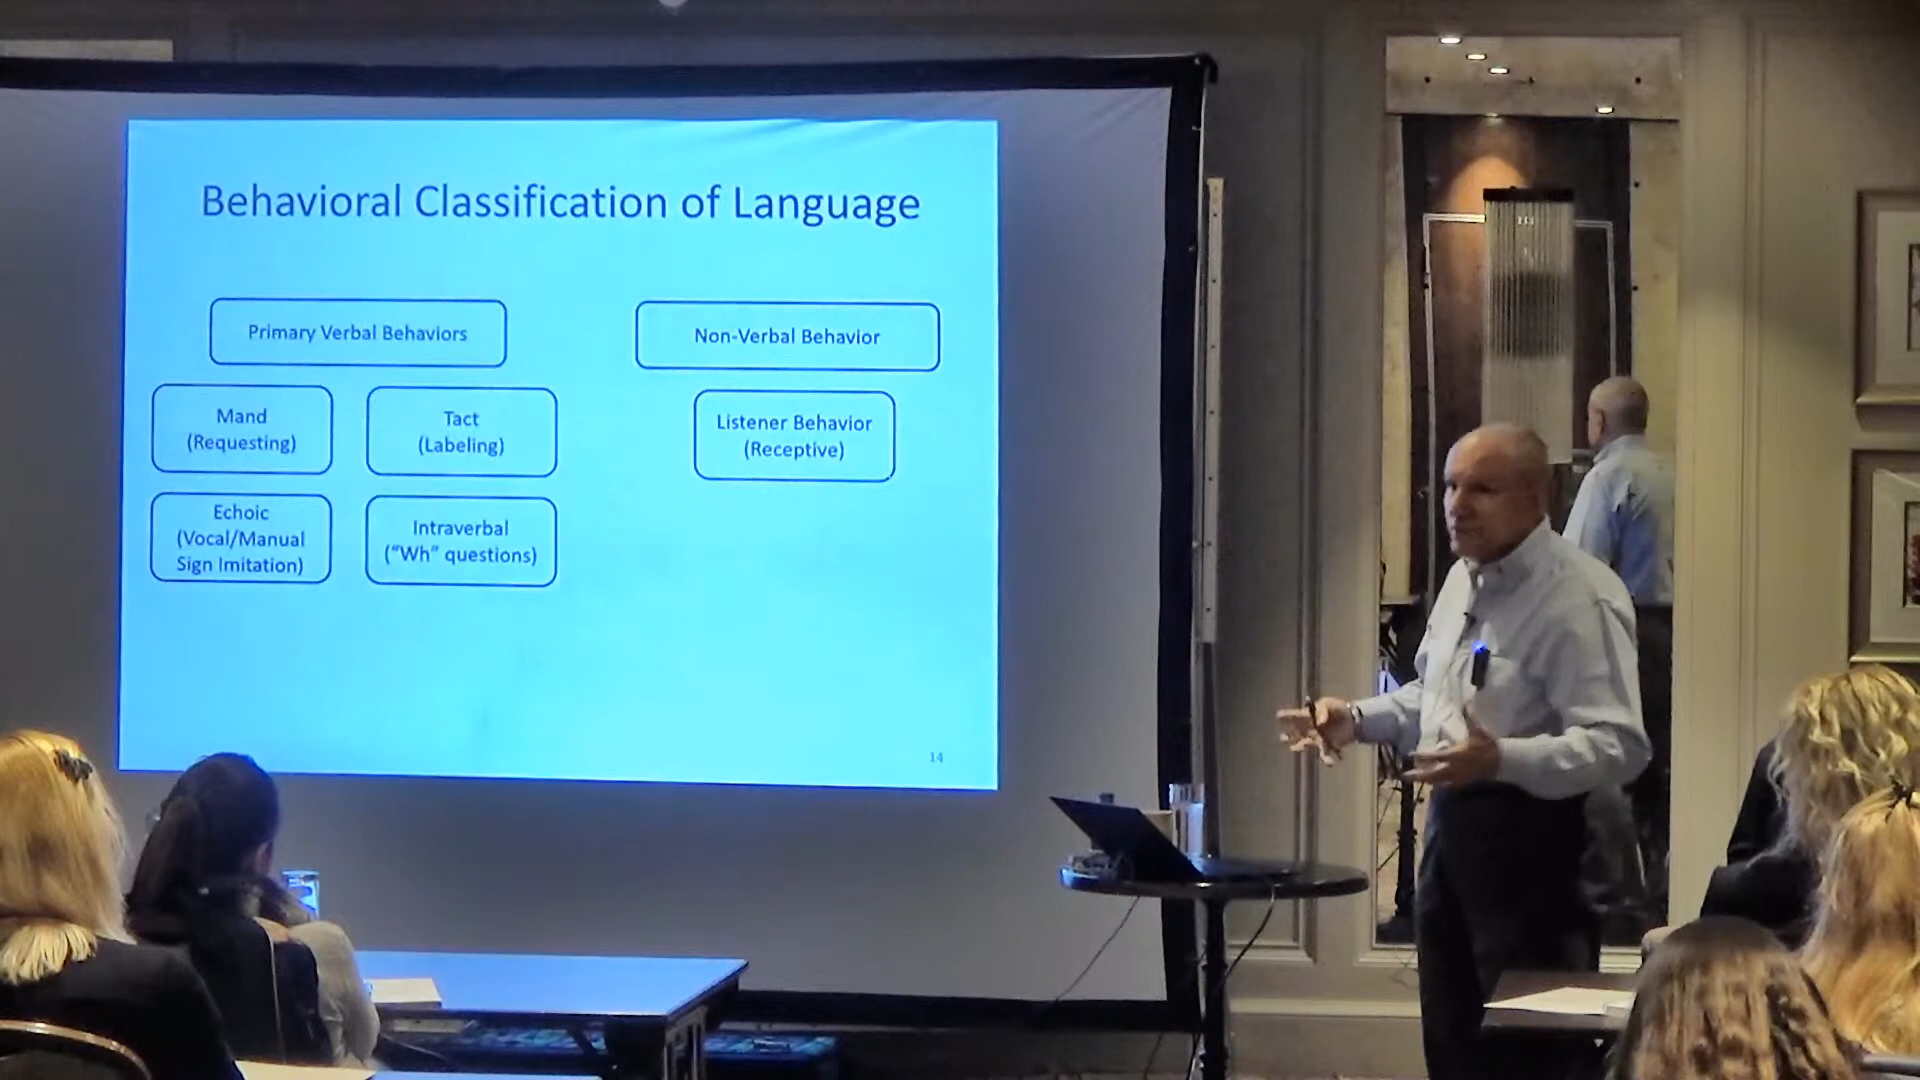 Behavioral Classification of Language
Primary Verbal Behaviors
Non-Verbal Behavior
Mand
(Requesting)
Tact
(Labeling)
Listener Behavior
(Receptive)
Echoic
(Vocal/Manual
Sign Imitation)
Intraverbal
("Wh" questions)
14